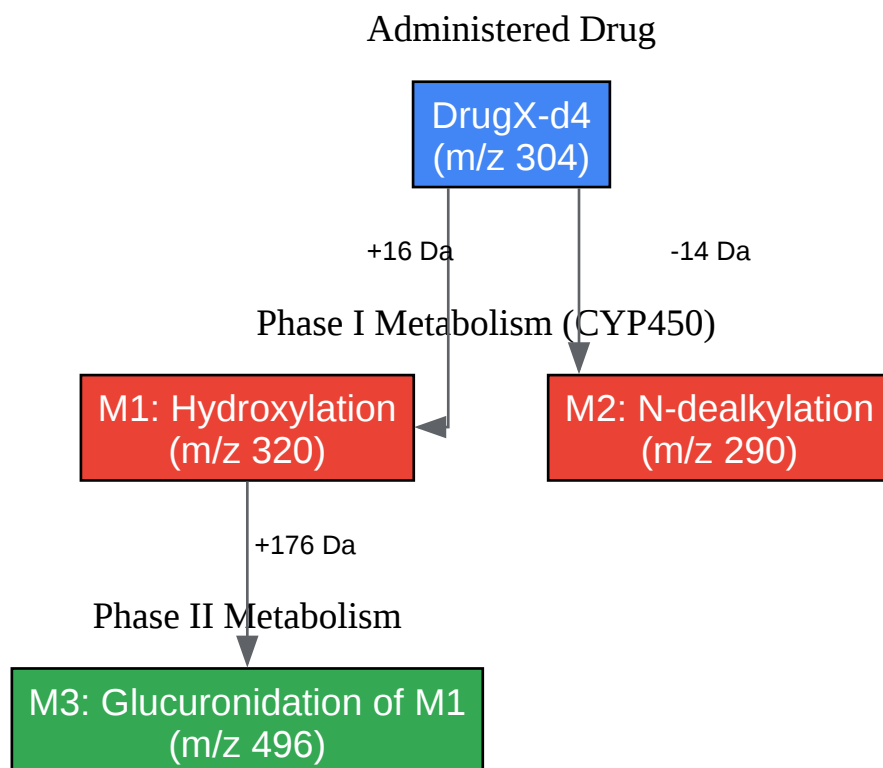 Administered Drug
DrugX-d4
(m/z 304)
+16 Da
-14 Da
Phase I Metabolism (CYP450)
M1: Hydroxylation
(m/z 320)
M2: N-dealkylation
(m/z 290)
+176 Da
Phase II Metabolism
M3: Glucuronidation of M1
(m/z 496)